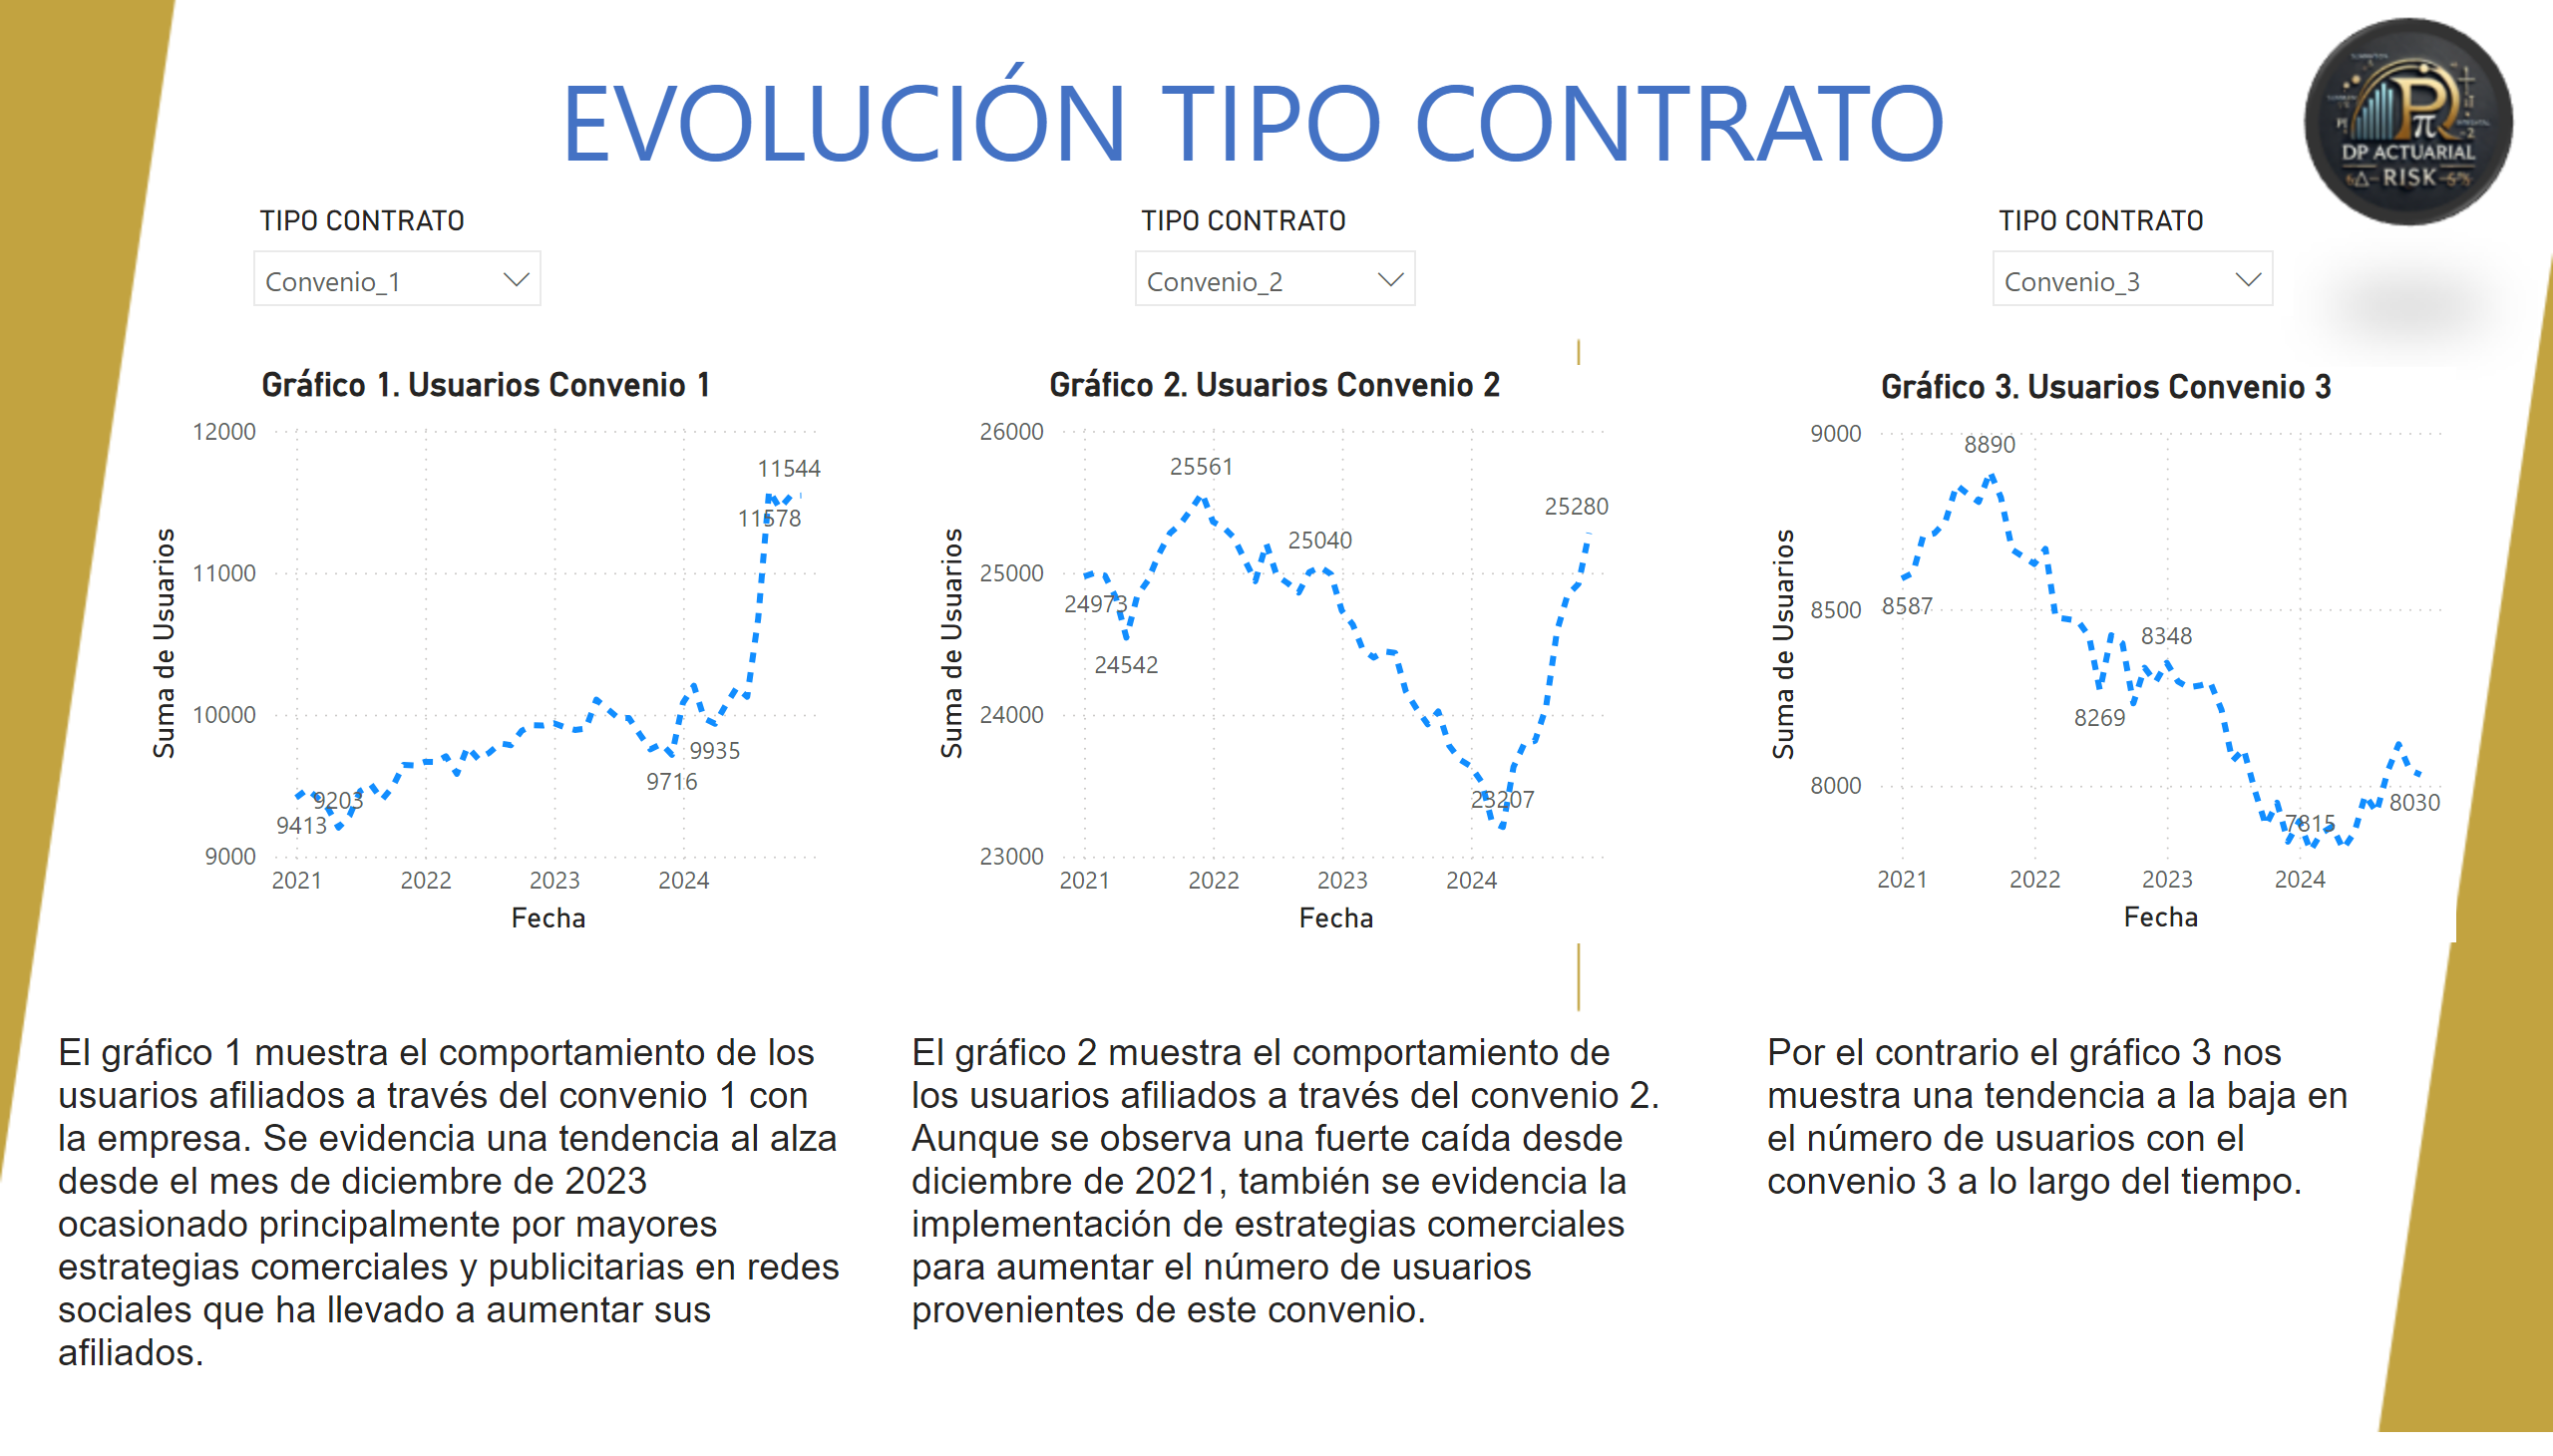 EVOLUCIÓN TIPO CONTRATO
DP ACTUARIAL
RISK
TIPO CONTRATO
Convenio_1
TIPO CONTRATO
Convenio_2
TIPO CONTRATO
Convenio_3
Gráfico 1. Usuarios Convenio 1
Suma de Usuarios
12000
11000
10000
9000
11544
11578
9935
9716
9203
9413
2021 2022 2023 2024
Fecha
Gráfico 2. Usuarios Convenio 2
Suma de Usuarios
26000
25000
24000
23000
25561
25280
25040
24973
24542
23207
2021 2022 2023 2024
Fecha
Gráfico 3. Usuarios Convenio 3
Suma de Usuarios
9000
8500
8000
8890
8587
8348
8269
7815
8030
2021 2022 2023 2024
Fecha
El gráfico 1 muestra el comportamiento de los
usuarios afiliados a través del convenio 1 con
la empresa. Se evidencia una tendencia al alza
desde el mes de diciembre de 2023
ocasionado principalmente por mayores
estrategias comerciales y publicitarias en redes
sociales que ha llevado a aumentar sus
afiliados.
El gráfico 2 muestra el comportamiento de
los usuarios afiliados a través del convenio 2.
Aunque se observa una fuerte caída desde
diciembre de 2021, también se evidencia la
implementación de estrategias comerciales
para aumentar el número de usuarios
provenientes de este convenio.
Por el contrario el gráfico 3 nos
muestra una tendencia a la baja en
el número de usuarios con el
convenio 3 a lo largo del tiempo.